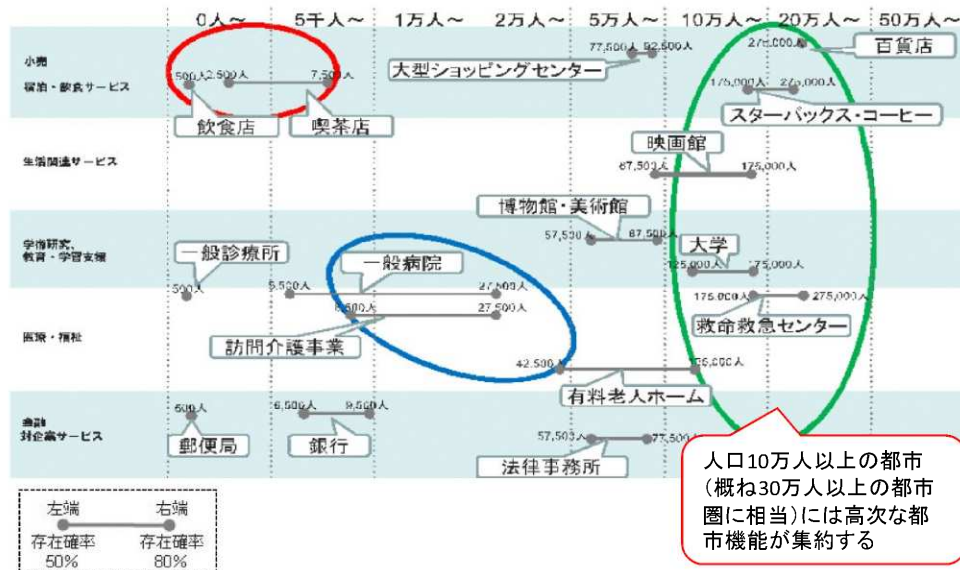 0人～ 5千人～ 1万人～ 2万人～ 5万人～ 10万人～ 20万人～ 50万人～
小売
宿泊・飲食サービス
500人 2,500人 7,500人
飲食店
喫茶店
77,500人 92,500人
大型ショッピングセンター
275,000人
百貨店
175,000人 275,000人
スターバックス・コーヒー
生活関連サービス
映画館
87,500人 175,000人
学術研究、
教育・学習支援
博物館・美術館
57,500人 87,500人
大学
125,000人 175,000人
医療・福祉
一般診療所
500人
一般病院
5,500人 27,500人
8,500人 27,500人
訪問介護事業
175,000人 275,000人
救命救急センター
42,500人 125,000人
有料老人ホーム
金融
対企業サービス
500人
郵便局
6,500人 9,500人
銀行
57,500人 77,500人
法律事務所
左端 右端
存在確率 存在確率
50% 80%
人口10万人以上の都市
（概ね30万人以上の都市
圏に相当）には高次な都
市機能が集約する